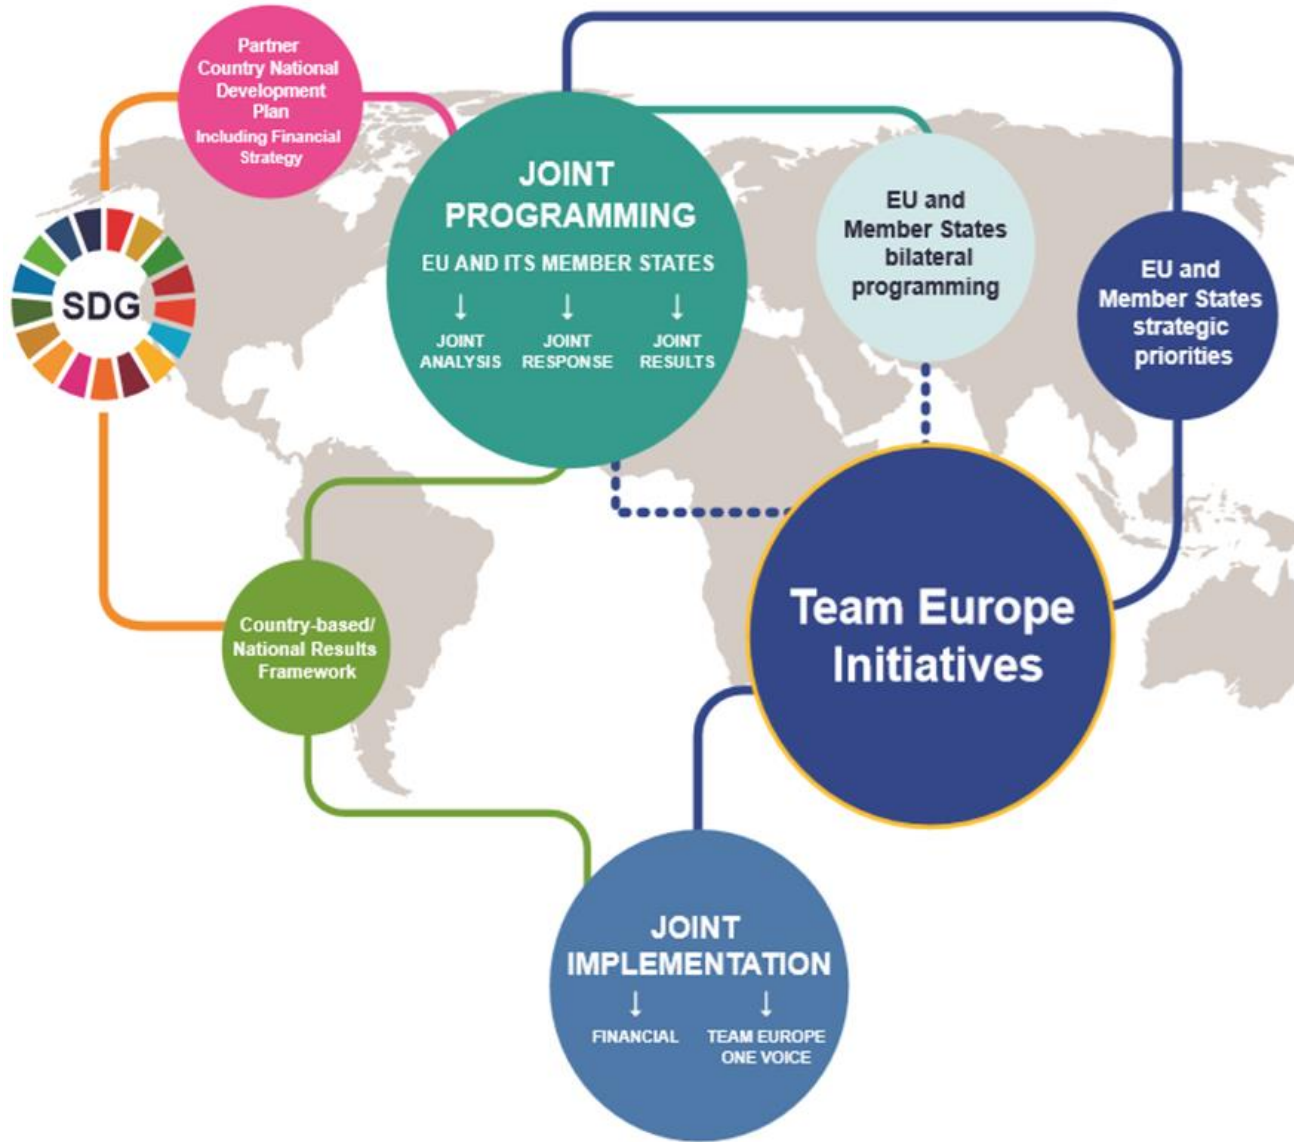 Partner
Country National
Development
Plan
Including Financial
Strategy
SDG
JOINT
PROGRAMMING
EU AND ITS MEMBER STATES
↓ ↓ ↓
JOINT ANALYSIS
JOINT RESPONSE
JOINT RESULTS
EU and
Member States
bilateral
programming
EU and
Member States
strategic
priorities
Country-based/
National Results
Framework
Team Europe
Initiatives
JOINT
IMPLEMENTATION
↓ ↓
FINANCIAL
TEAM EUROPE
ONE VOICE